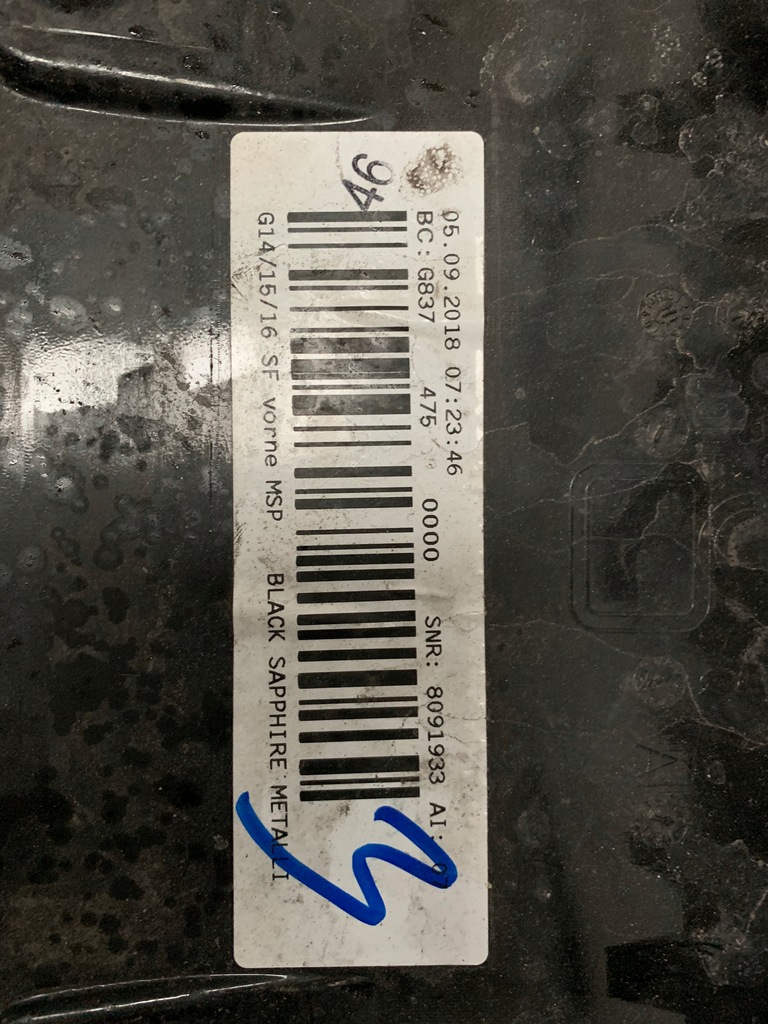 05.09.2018 07:23:46
BC: G837 475 0000 SNR: 8091933 AI:
46
G14/15/16 SF vorne MSP BLACK SAPPHIRE METALLI